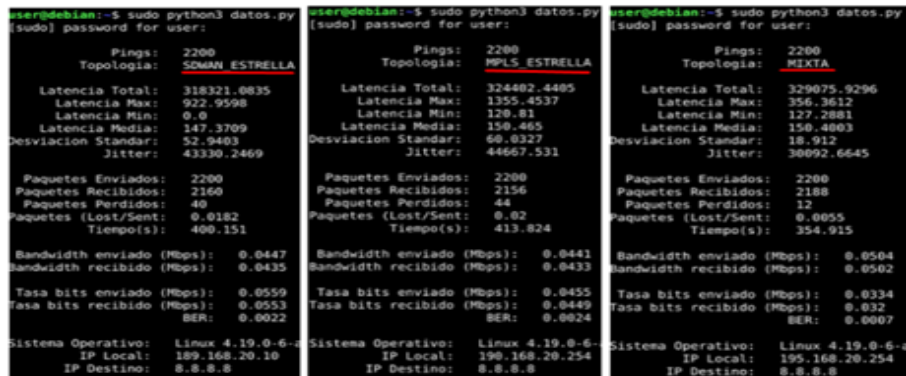 user@debian:~$ sudo python3 datos.py
[sudo] password for user:
Pings: 2200
Topologia: SDWAN_ESTRELLA
Latencia Total: 318321.0835
Latencia Max: 922.9598
Latencia Min: 0.0
Latencia Media: 147.3709
Desviacion Standar: 52.9403
Jitter: 43330.2469
Paquetes Enviados: 2200
Paquetes Recibidos: 2160
Paquetes Perdidos: 40
Paquetes (Lost/Sent: 0.0182
Tiempo(s): 400.151
Bandwidth enviado (Mbps): 0.0447
Bandwidth recibido (Mbps): 0.0435
Tasa bits enviado (Mbps): 0.0559
Tasa bits recibido (Mbps): 0.0553
BER: 0.0022
Sistema Operativo: Linux 4.19.0-6-a
IP Local: 189.168.20.10
IP Destino: 8.8.8.8
user@debian:~$ sudo python3 datos.py
[sudo] password for user:
Pings: 2200
Topologia: MPLS_ESTRELLA
Latencia Total: 324402.4405
Latencia Max: 1355.4537
Latencia Min: 120.81
Latencia Media: 150.465
Desviacion Standar: 60.0327
Jitter: 44667.531
Paquetes Enviados: 2200
Paquetes Recibidos: 2156
Paquetes Perdidos: 44
Paquetes (Lost/Sent: 0.02
Tiempo(s): 413.824
Bandwidth enviado (Mbps): 0.0441
Bandwidth recibido (Mbps): 0.0433
Tasa bits enviado (Mbps): 0.0455
Tasa bits recibido (Mbps): 0.0449
BER: 0.0024
Sistema Operativo: Linux 4.19.0-6-
IP Local: 190.168.20.254
IP Destino: 8.8.8.8
user@debian:~$ sudo python3 datos.py
[sudo] password for user:
Pings: 2200
Topologia: MIXTA
Latencia Total: 329075.9296
Latencia Max: 356.3612
Latencia Min: 127.2881
Latencia Media: 150.4003
Desviacion Standar: 18.912
Jitter: 30092.6645
Paquetes Enviados: 2200
Paquetes Recibidos: 2188
Paquetes Perdidos: 12
Paquetes (Lost/Sent: 0.0055
Tiempo(s): 354.915
Bandwidth enviado (Mbps): 0.0504
Bandwidth recibido (Mbps): 0.0502
Tasa bits enviado (Mbps): 0.0334
Tasa bits recibido (Mbps): 0.032
BER: 0.0007
Sistema Operativo: Linux 4.19.0-6-a
IP Local: 195.168.20.254
IP Destino: 8.8.8.8